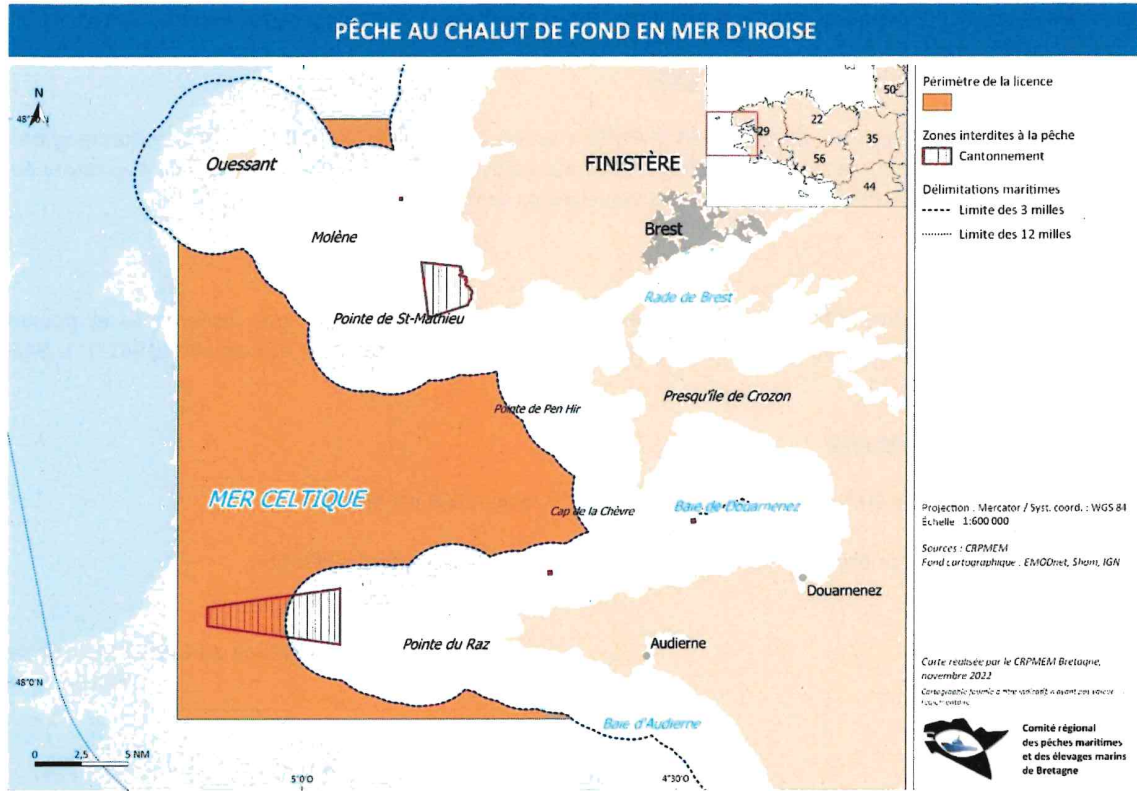 PÊCHE AU CHALUT DE FOND EN MER D'IROISE
N
Ouessant
Molène
FINISTÈRE
Brest
Rade de Brest
Pointe de St-Mathieu
Pointe de Pen Hir
Presqu'île de Crozon
MER CELTIQUE
Cap de la Chèvre
Baie de Douarnenez
Douarnenez
Pointe du Raz
Audierne
Baie d'Audierne
48°0'N
0 2,5 5 NM
5°0'O
4°30'O
50
22
29
35
56
44
Périmètre de la licence
Zones interdites à la pêche
Cantonnement
Délimitations maritimes
Limite des 3 milles
Limite des 12 milles
Projection : Mercator / Syst. coord. : WGS 84
Échelle 1:600 000
Sources : CRPMEM
Fond cartographique : EMODnet, Shom, IGN
Carte réalisée par le CRPMEM Bretagne,
novembre 2022
Comité régional
des pêches maritimes
et des élevages marins
de Bretagne